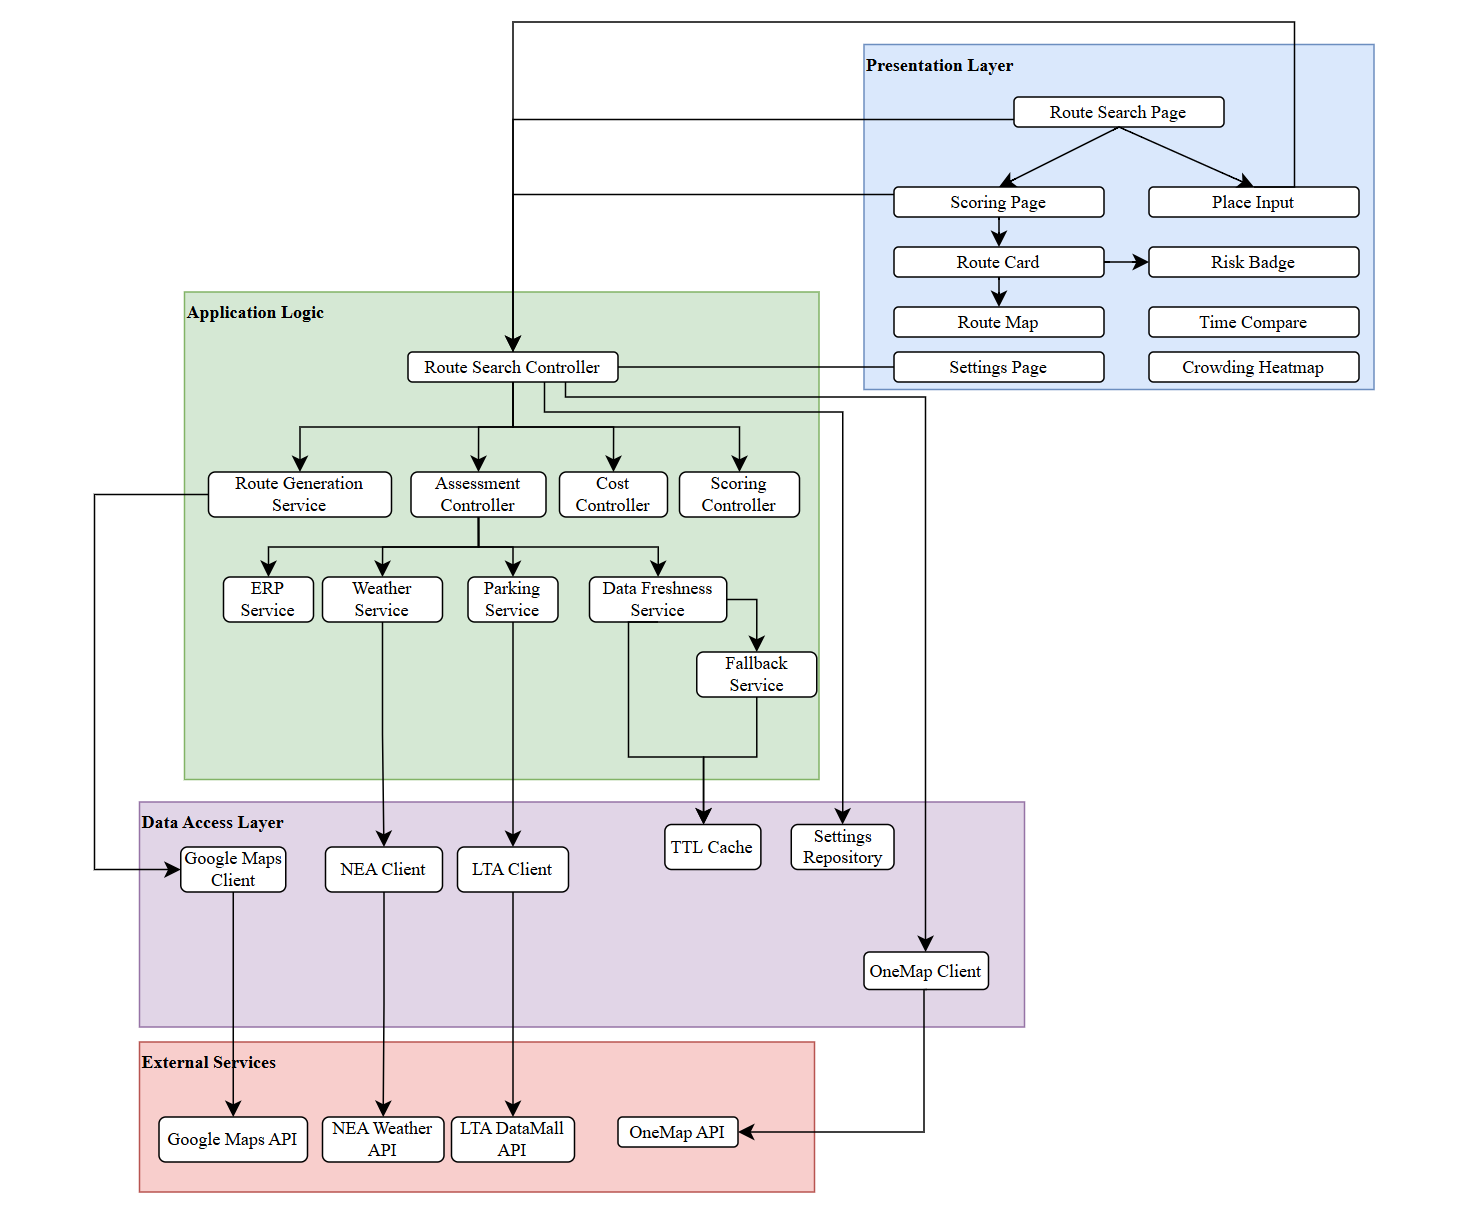 Presentation Layer
Route Search Page
Scoring Page
Place Input
Route Card
Risk Badge
Route Map
Time Compare
Settings Page
Crowding Heatmap
Application Logic
Route Search Controller
Route Generation
Service
Assessment
Controller
Cost
Controller
Scoring
Controller
ERP
Service
Weather
Service
Parking
Service
Data Freshness
Service
Fallback
Service
Data Access Layer
Google Maps
Client
NEA Client
LTA Client
TTL Cache
Settings
Repository
OneMap Client
External Services
Google Maps API
NEA Weather
API
LTA DataMall
API
OneMap API